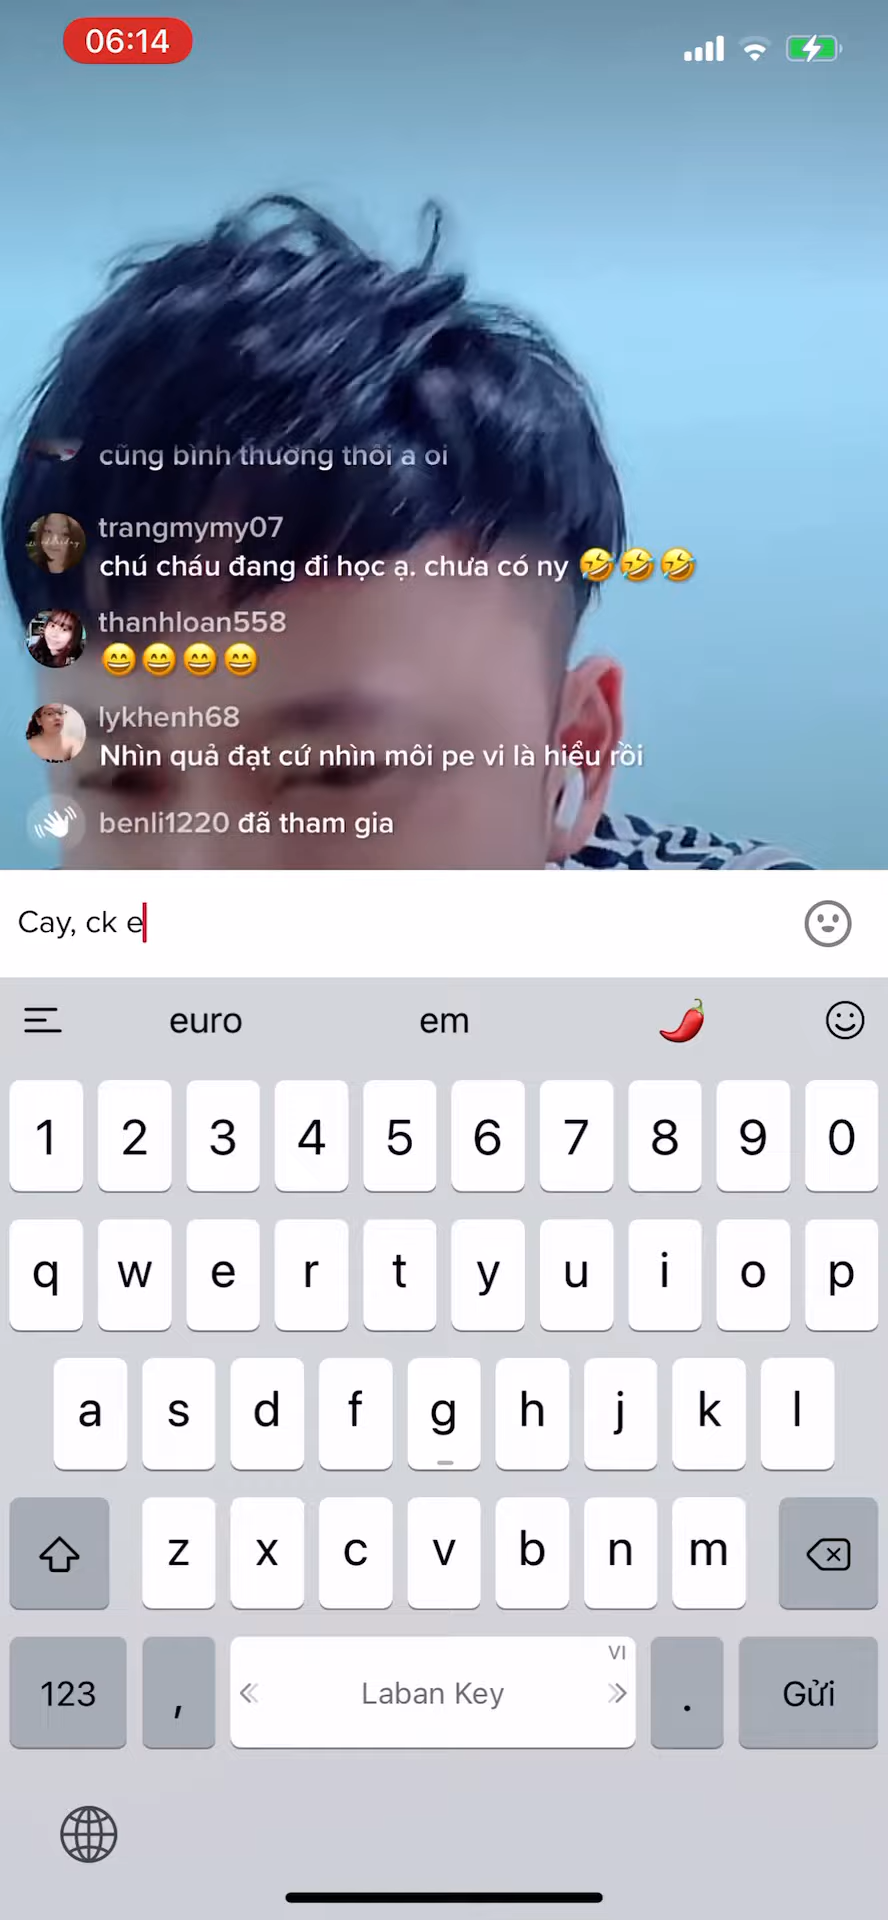 06:14
cũng bình thường thôi a oi
trangmymy07
chú cháu đang đi học ạ. chưa có ny 🤣🤣🤣
thanhloan558
😄😄😄😄
lykhenh68
Nhìn quả đạt cứ nhìn môi pe vi là hiểu rồi
benli1220 đã tham gia
Cay, ck e
euro em 🌶️
1 2 3 4 5 6 7 8 9 0
q w e r t y u i o p
a s d f g h j k l
z x c v b n m
123 , Laban Key VI . Gửi